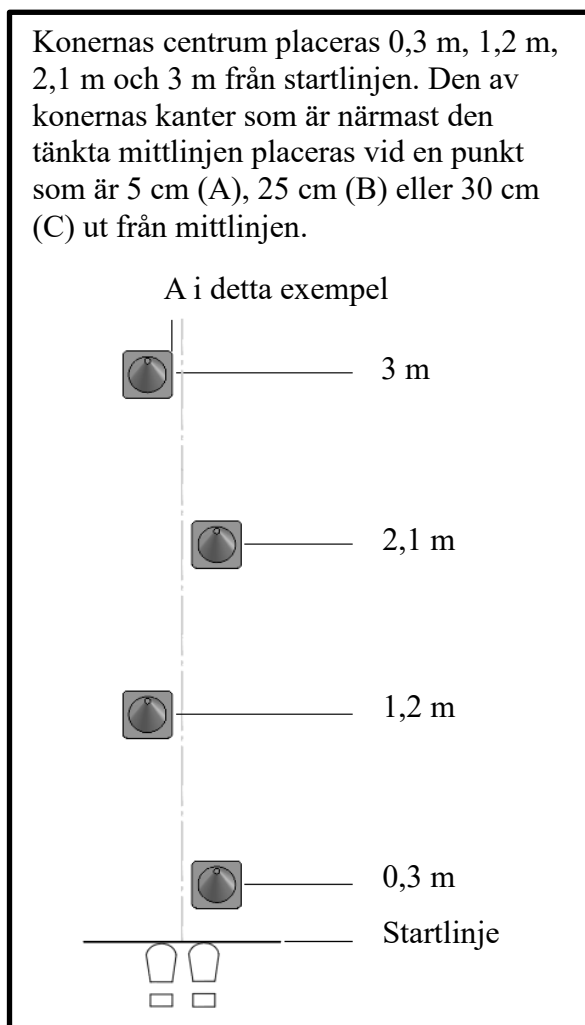 Konernas centrum placeras 0,3 m, 1,2 m,
2,1 m och 3 m från startlinjen. Den av
konernas kanter som är närmast den
tänkta mittlinjen placeras vid en punkt
som är 5 cm (A), 25 cm (B) eller 30 cm
(C) ut från mittlinjen.
A i detta exempel
3 m
2,1 m
1,2 m
0,3 m
Startlinje